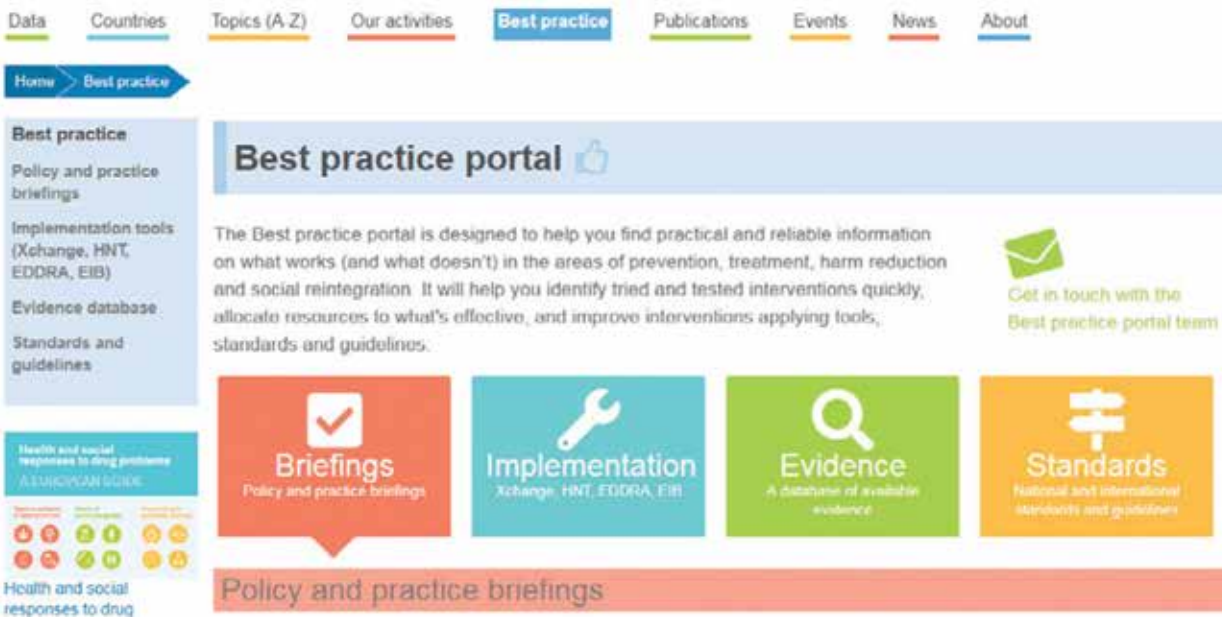 Data Countries Topics (A-Z) Our activities Best practice Publications Events News About
Home Best practice
Best practice
Policy and practice
briefings
Implementation tools
(Xchange, HNT,
EDDRA, EIB)
Evidence database
Standards and
guidelines
Health and social
responses to drug problems
A EUROPEAN GUIDE
Health and social
responses to drug
Best practice portal
The Best practice portal is designed to help you find practical and reliable information
on what works (and what doesn't) in the areas of prevention, treatment, harm reduction
and social reintegration. It will help you identify tried and tested interventions quickly,
allocate resources to what's effective, and improve interventions applying tools,
standards and guidelines.
Get in touch with the
Best practice portal team
Briefings
Policy and practice briefings
Implementation
Xchange, HNT, EDDRA, EIB
Evidence
A database of available
evidence
Standards
National and international
standards and guidelines
Policy and practice briefings